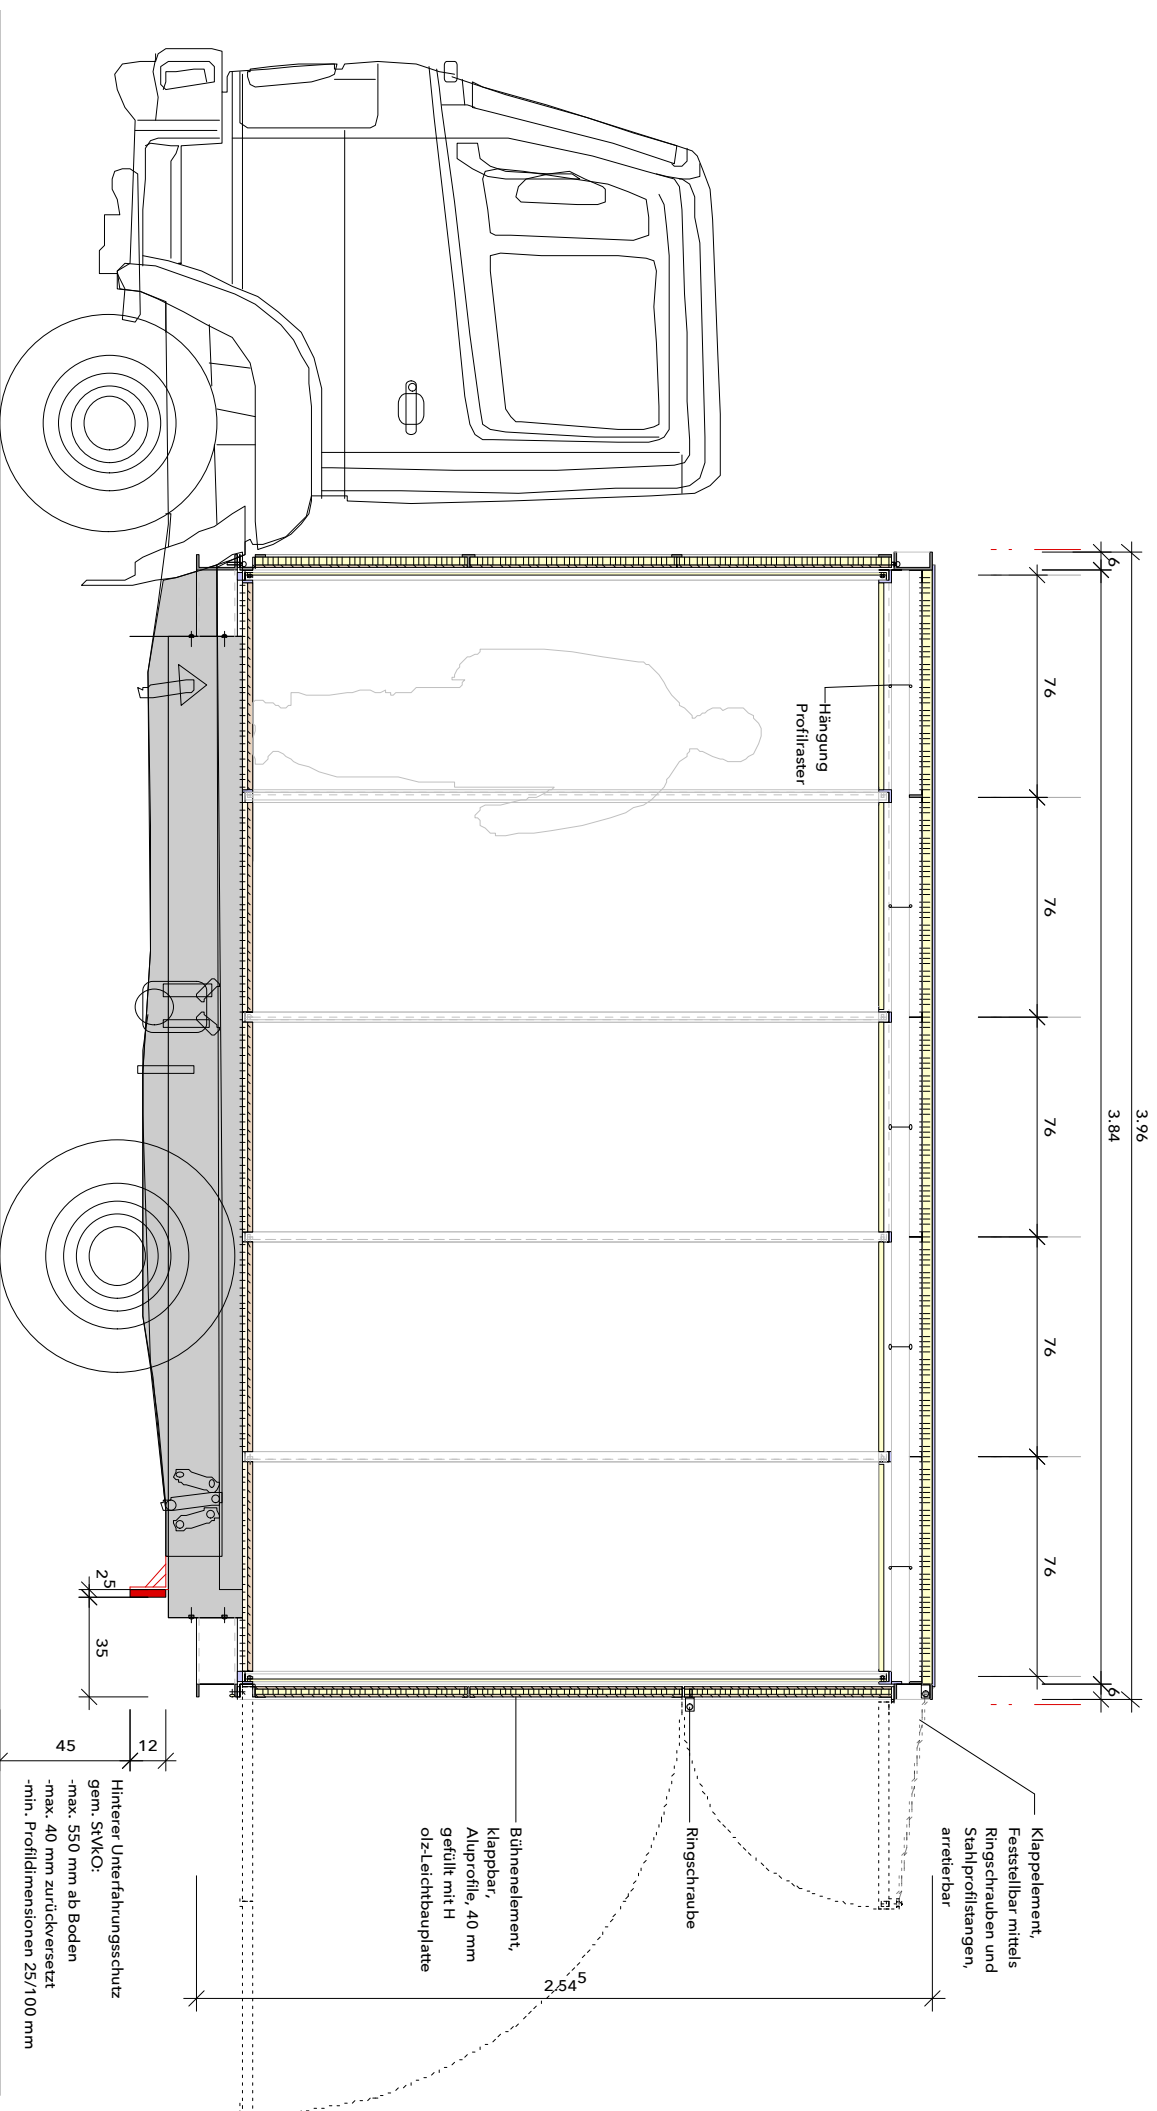 3.96
6
3.84
6
76
76
76
76
76
Hängung
Profilraster
Klappelement,
Feststellbar mittels
Ringschrauben und
Stahlprofilstangen,
arretierbar
Ringschraube
Bühnenelement,
klappbar,
Aluprofile, 40 mm
gefüllt mit H
olz-Leichtbauplatte
2.54⁵
25
35
12
45
Hinterer Unterfahrungsschutz
gem. StVkO:
-max. 550 mm ab Boden
-max. 40 mm zurückversetzt
-min. Profildimensionen 25/100 mm